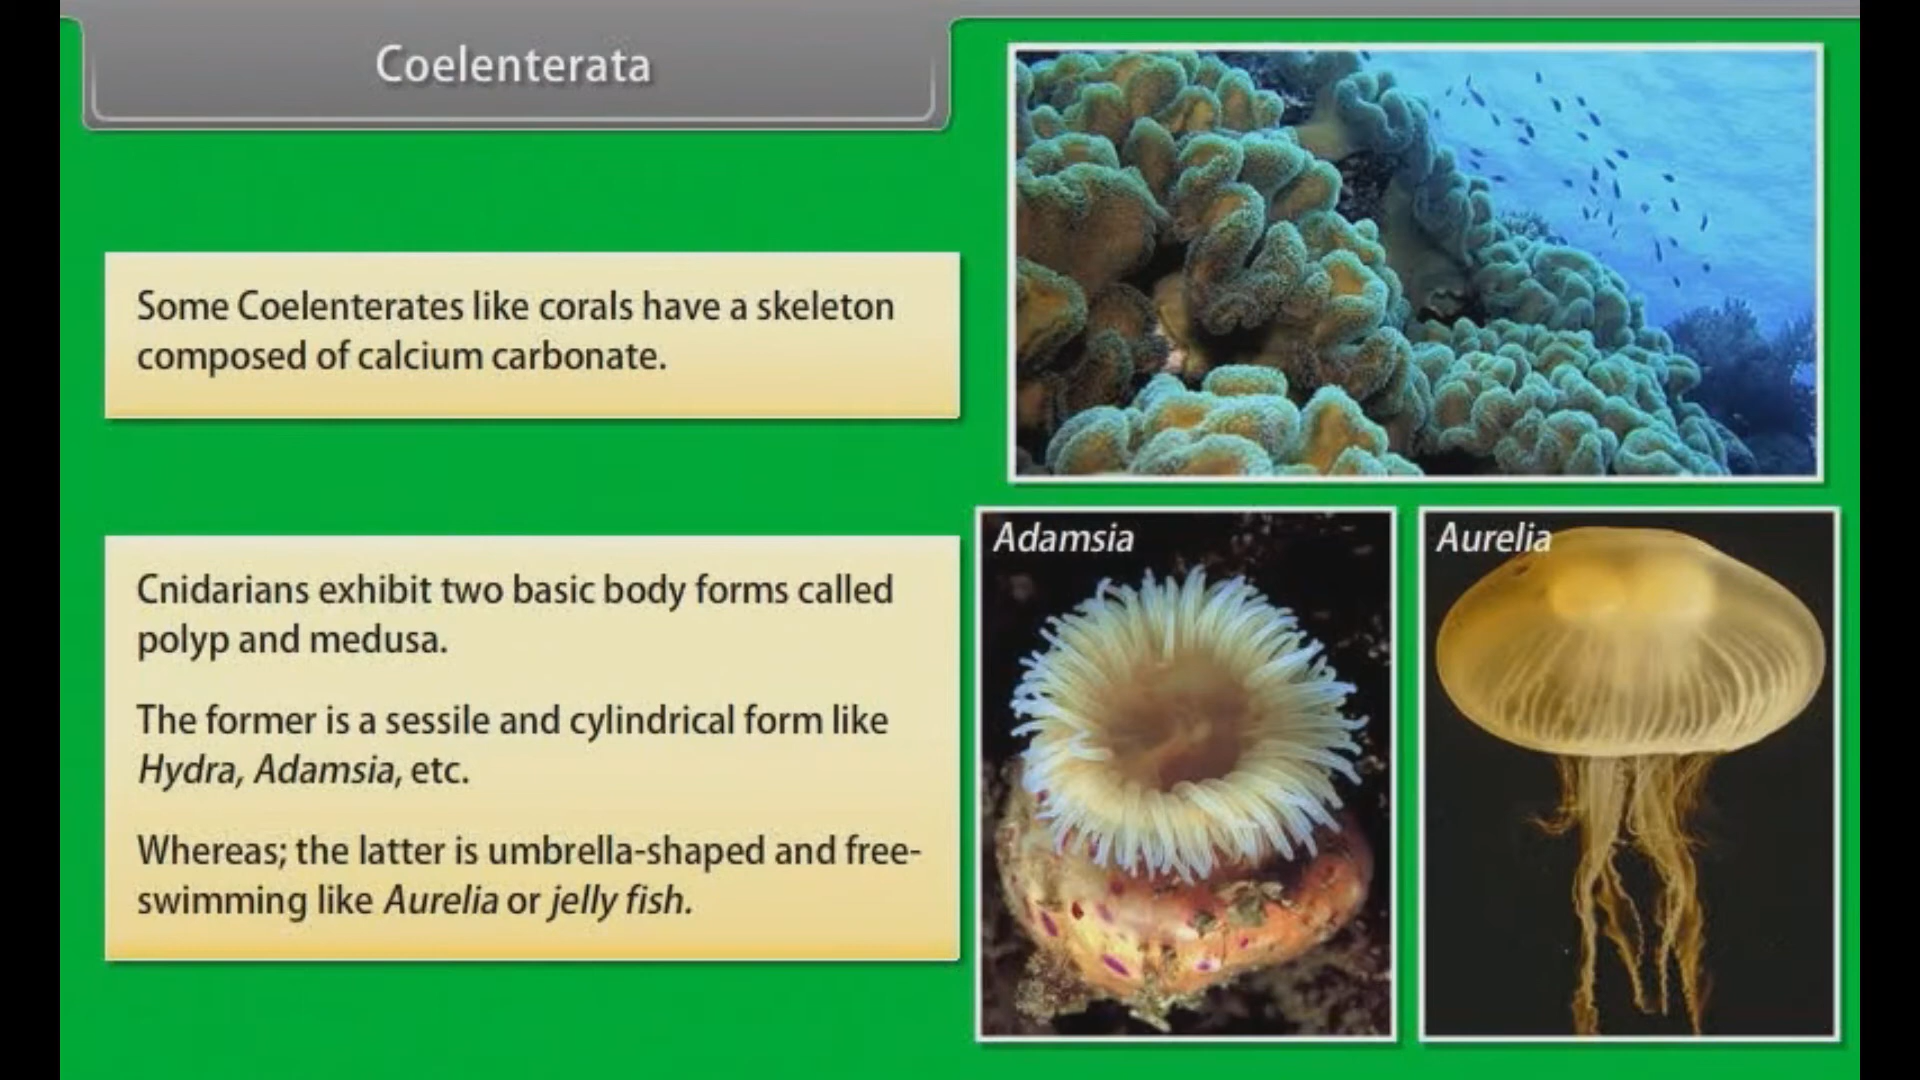 Coelenterata
Some Coelenterates like corals have a skeleton
composed of calcium carbonate.
Cnidarians exhibit two basic body forms called
polyp and medusa.
The former is a sessile and cylindrical form like
Hydra, Adamsia, etc.
Whereas; the latter is umbrella-shaped and free-
swimming like Aurelia or jelly fish.
Adamsia
Aurelia